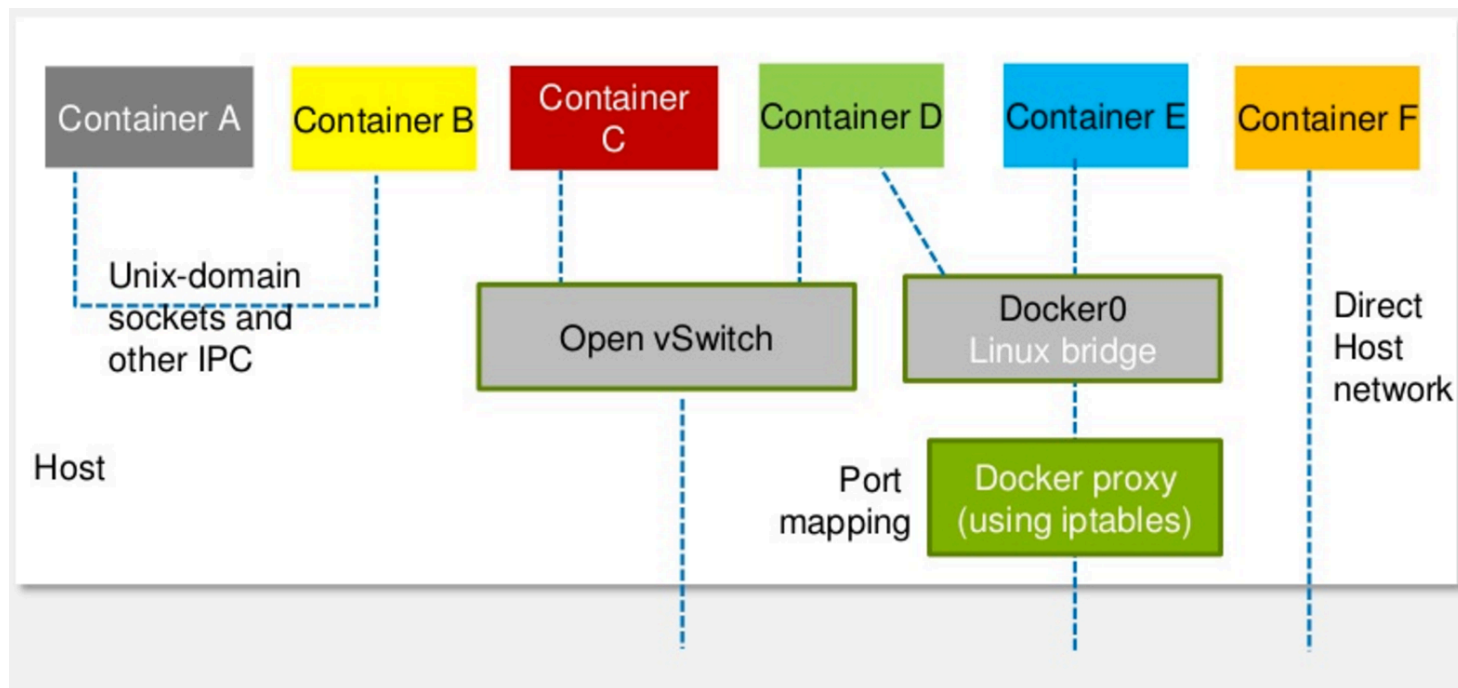 Container A
Container B
Container
C
Container D
Container E
Container F
Unix-domain
sockets and
other IPC
Open vSwitch
Docker0
Linux bridge
Direct
Host
network
Host
Port
mapping
Docker proxy
(using iptables)